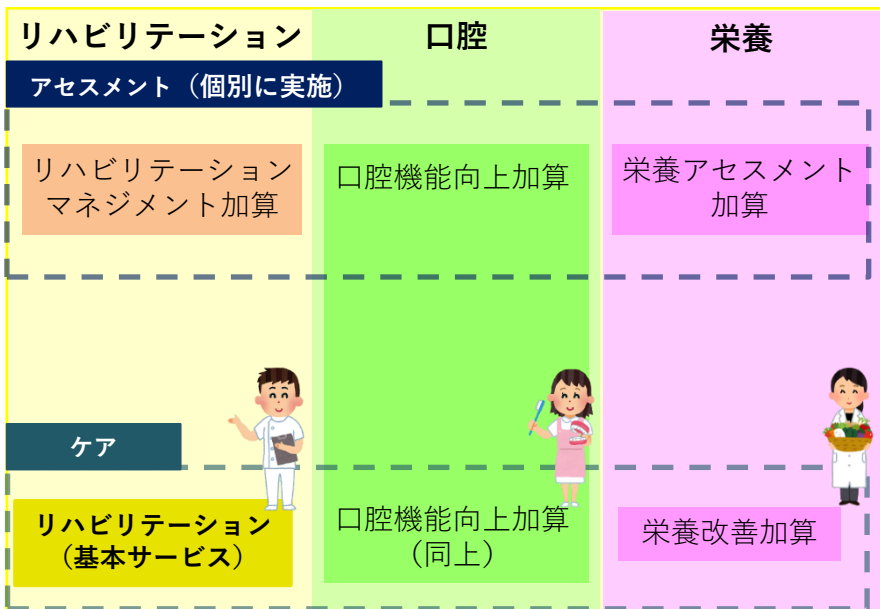 リハビリテーション
口腔
栄養
アセスメント（個別に実施）
リハビリテーション
マネジメント加算
口腔機能向上加算
栄養アセスメント
加算
ケア
リハビリテーション
（基本サービス）
口腔機能向上加算
（同上）
栄養改善加算